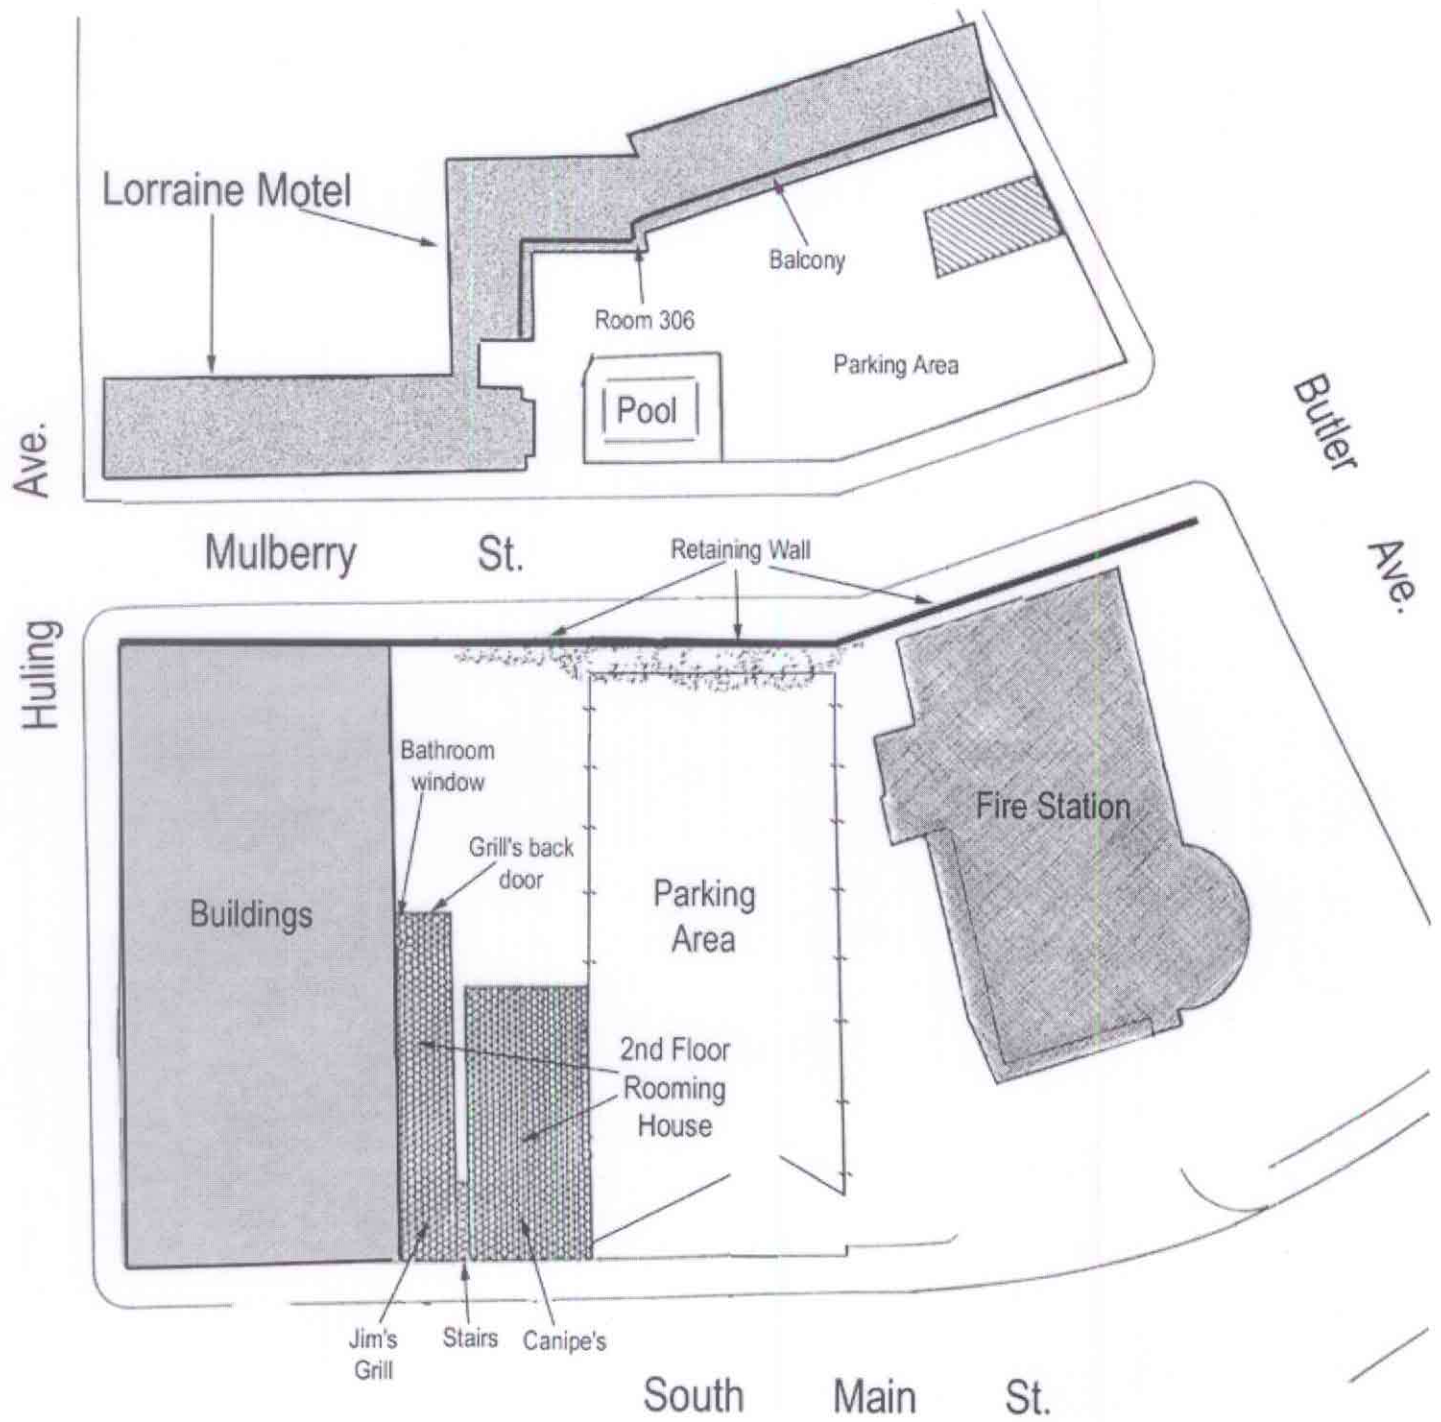 Lorraine Motel
Balcony
Room 306
Parking Area
Pool
Butler
Ave.
Huling
Ave.
Mulberry St.
Retaining Wall
Bathroom
window
Grill's back
door
Buildings
Parking
Area
Fire Station
2nd Floor
Rooming
House
Jim's
Grill
Stairs
Canipe's
South Main St.